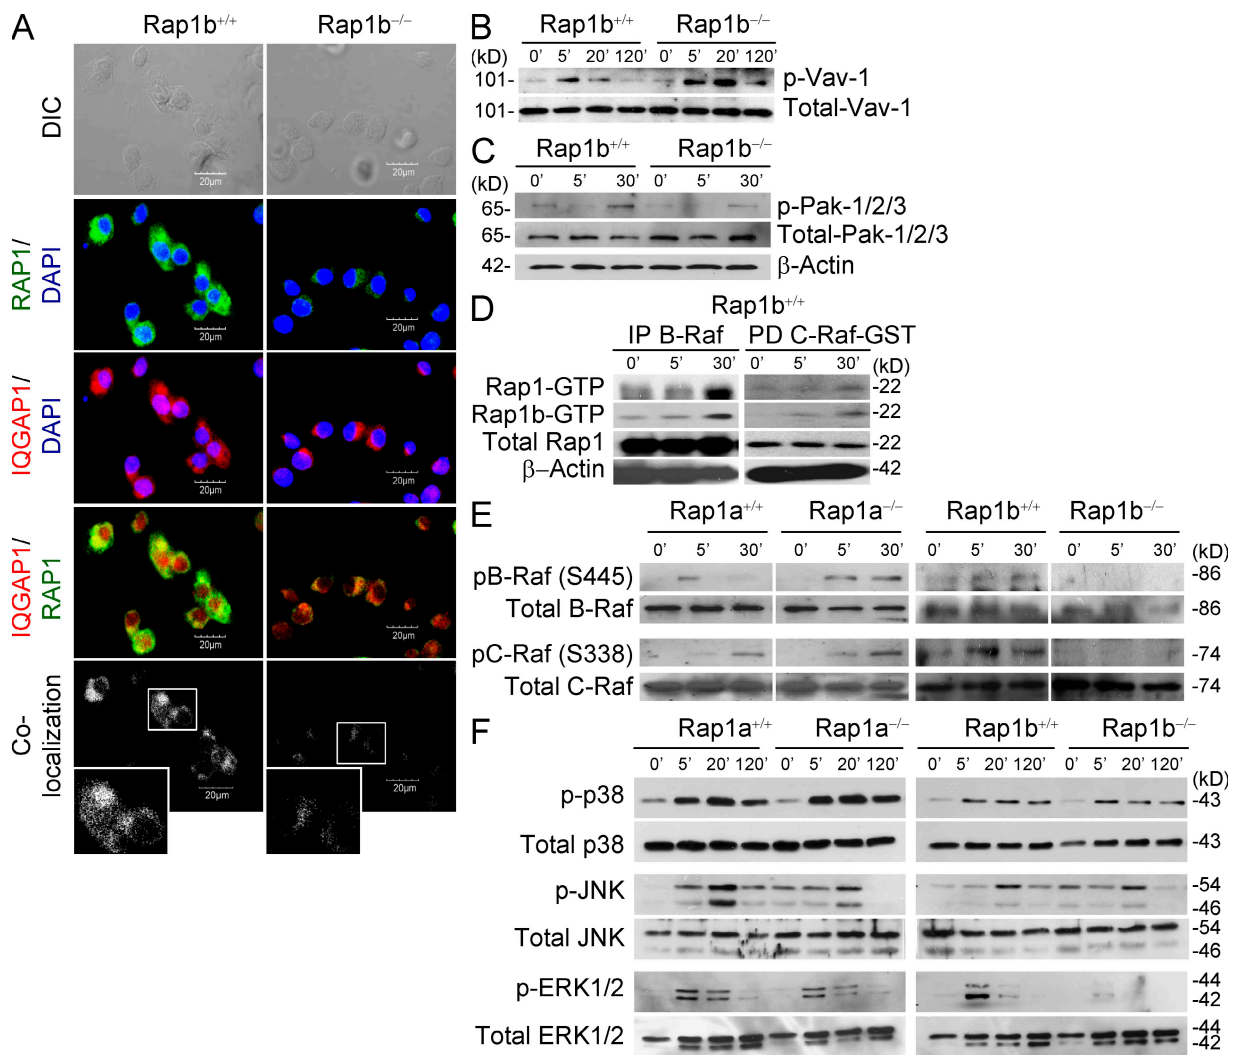 A
Rap1b+/+ Rap1b−/−
DIC
20µm 20µm
RAP1/
DAPI
20µm 20µm
IQGAP1/
DAPI
20µm 20µm
IQGAP1/
RAP1
20µm 20µm
Co-
localization
20µm 20µm
B
Rap1b+/+ Rap1b−/−
(kD) 0' 5' 20' 120' 0' 5' 20' 120'
101- p-Vav-1
101- Total-Vav-1
C
Rap1b+/+ Rap1b−/−
(kD) 0' 5' 30' 0' 5' 30'
65- p-Pak-1/2/3
65- Total-Pak-1/2/3
42- β-Actin
D
Rap1b+/+
IP B-Raf PD C-Raf-GST
0' 5' 30' 0' 5' 30' (kD)
Rap1-GTP -22
Rap1b-GTP -22
Total Rap1 -22
β–Actin -42
E
Rap1a+/+ Rap1a−/− Rap1b+/+ Rap1b−/−
0' 5' 30' 0' 5' 30' 0' 5' 30' 0' 5' 30' (kD)
pB-Raf (S445) -86
Total B-Raf -86
pC-Raf (S338) -74
Total C-Raf -74
F
Rap1a+/+ Rap1a−/− Rap1b+/+ Rap1b−/−
0' 5' 20' 120' 0' 5' 20' 120' 0' 5' 20' 120' 0' 5' 20' 120' (kD)
p-p38 -43
Total p38 -43
p-JNK -54
-46
Total JNK -54
-46
p-ERK1/2 -44
-42
Total ERK1/2 -44
-42